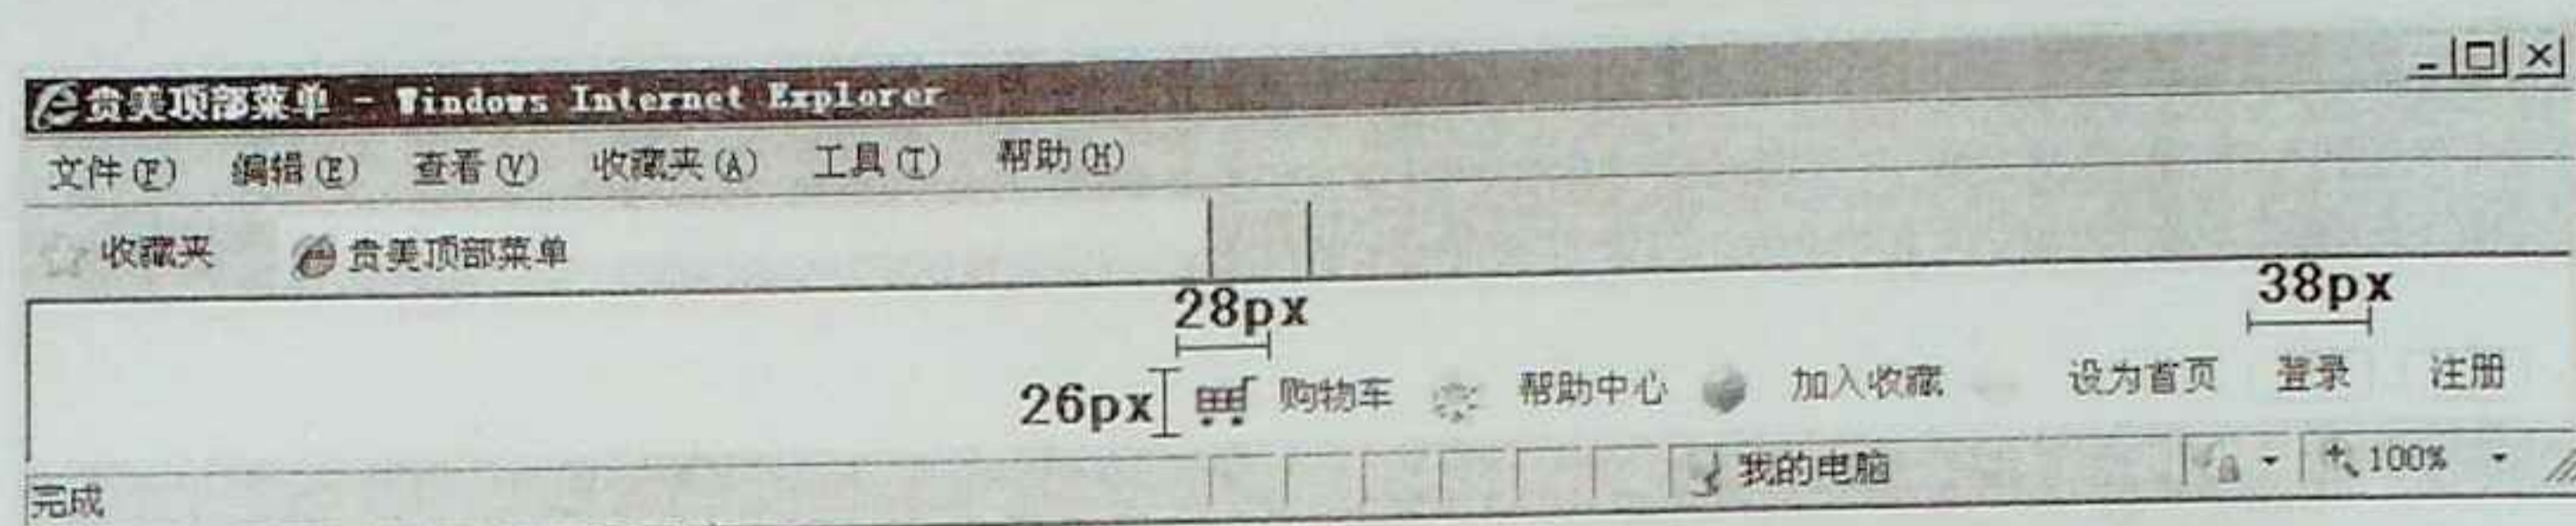 贵美顶部菜单 - Windows Internet Explorer
文件(F) 编辑(E) 查看(V) 收藏夹(A) 工具(T) 帮助(H)
收藏夹 贵美顶部菜单
28px 38px
26px 购物车 帮助中心 加入收藏 设为首页 登录 注册
完成 我的电脑 100%